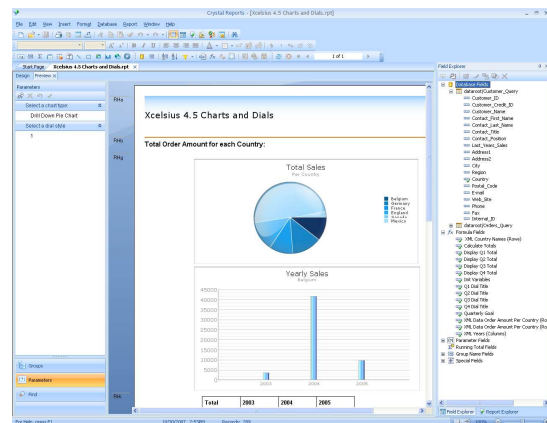 Crystal Reports - [Xcelsius 4.5 Charts and Dials.rpt]
File Edit View Insert Format Database Report Window Help
1 of 1
Start Page Xcelsius 4.5 Charts and Dials.rpt ×
Design Preview ×
Parameters
Select a chart type
Drill Down Pie Chart
Select a dial style
1
Groups
Parameters
Find
RHa
Xcelsius 4.5 Charts and Dials
Total Order Amount for each Country:
Total Sales
Per Country
Belgium
Germany
France
England
Mexico
Yearly Sales
Belgium
45000
40000
35000
30000
25000
20000
15000
10000
5000
0
2003 2004 2005
Total 2003 2004 2005
Field Explorer
Database Fields
dataroot/Customer_Query
Customer_ID
Customer_Credit_ID
Customer_Name
Contact_First_Name
Contact_Last_Name
Contact_Title
Contact_Position
Last_Years_Sales
Address1
Address2
City
Region
Country
Postal_Code
E-mail
Web_Site
Phone
Fax
Internal_ID
dataroot/Orders_Query
Formula Fields
XML Country Names (Rows)
Calculate Totals
Display Q1 Total
Display Q2 Total
Display Q3 Total
Display Q4 Total
Init Variables
Q1 Dial Title
Q2 Dial Title
Q3 Dial Title
Q4 Dial Title
Quarterly Goal
XML Data Order Amount Per Country (Ro
XML Data Order Amount Per Country (Ro
XML Years (Columns)
Parameter Fields
Running Total Fields
Group Name Fields
Special Fields
Field Explorer Report Explorer
For Help, press F1
100%